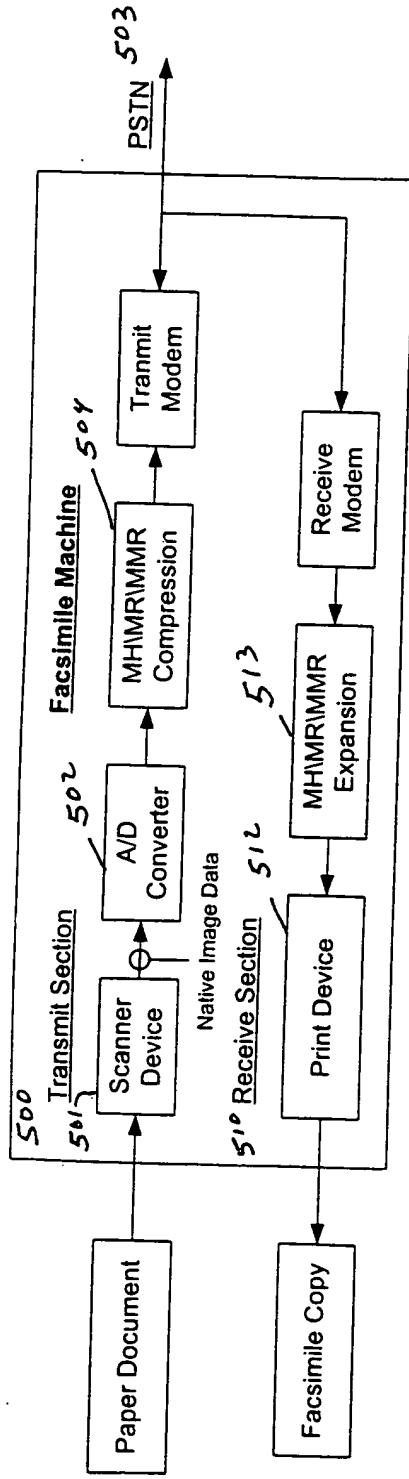 Facsimile Machine
PSTN 503
500 Transmit Section
501
Paper Document
Scanner
Device
Native Image Data
502
A/D
Converter
504
MH\MR\MMR
Compression
Tranmit
Modem
510 Receive Section
Facsimile Copy
512
Print Device
513
MH\MR\MMR
Expansion
Receive
Modem